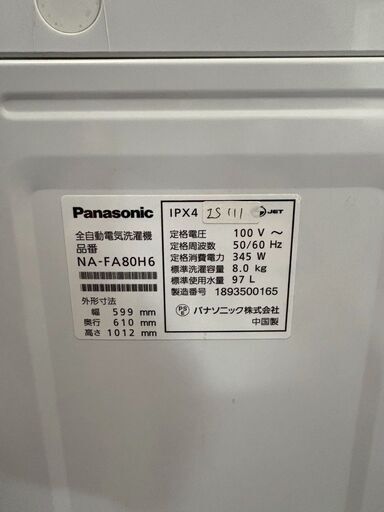 Panasonic
全自動電気洗濯機
品番
NA-FA80H6
外形寸法
幅 599 mm
奥行 610 mm
高さ 1012 mm
IPX4
JET
定格電圧 100 V ～
定格周波数 50/60 Hz
定格消費電力 345 W
標準洗濯容量 8.0 kg
標準使用水量 97 L
製造番号 1893500165
PS
E
パナソニック株式会社
中国製